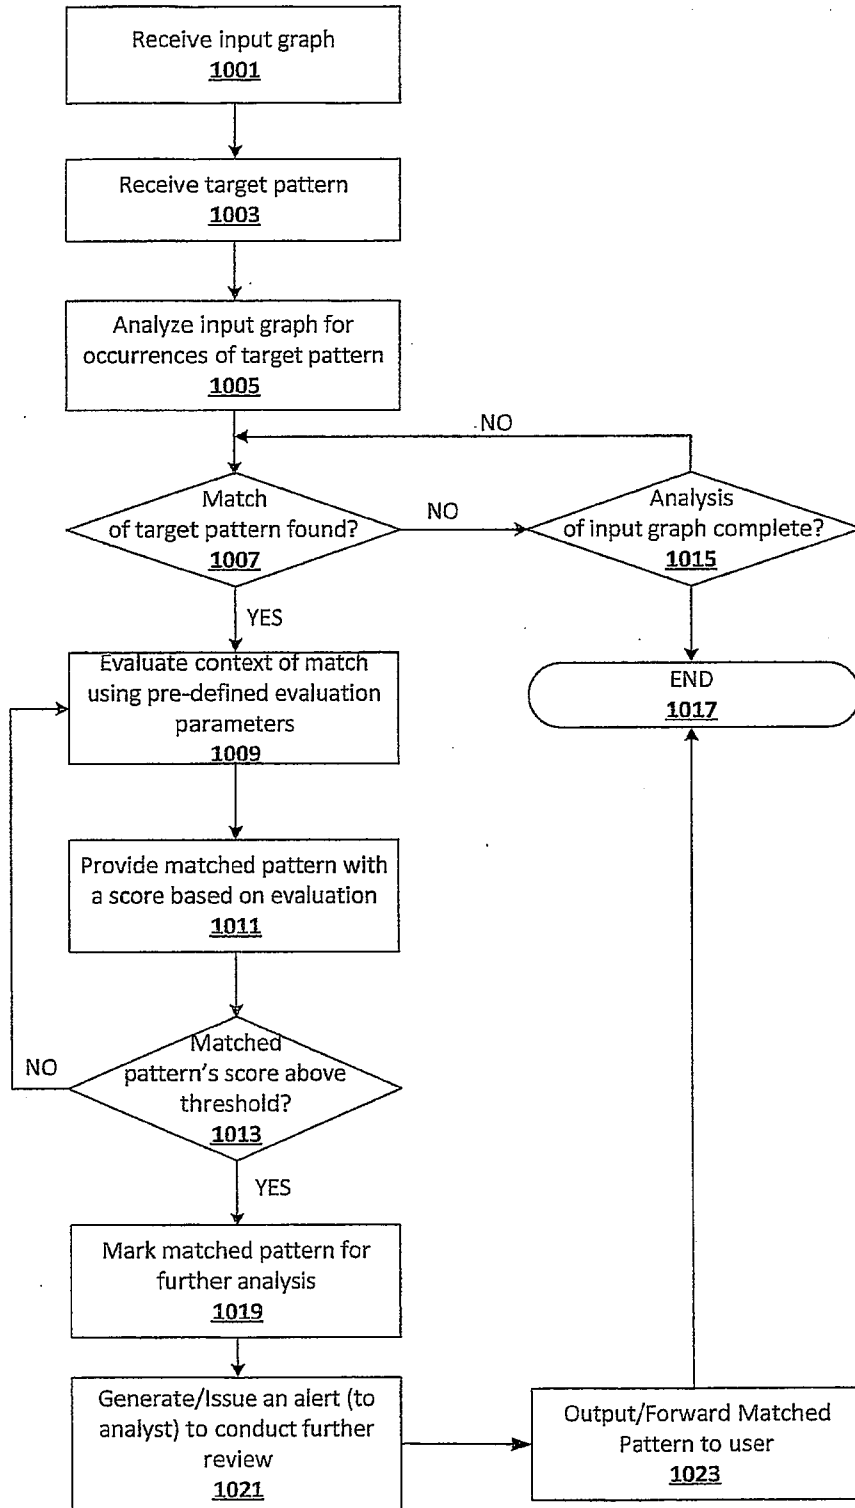 Receive input graph
1001
Receive target pattern
1003
Analyze input graph for
occurrences of target pattern
1005
NO
Match
of target pattern found?
1007
NO
Analysis
of input graph complete?
1015
YES
Evaluate context of match
using pre-defined evaluation
parameters
1009
END
1017
Provide matched pattern with
a score based on evaluation
1011
Matched
pattern's score above
threshold?
1013
NO
YES
Mark matched pattern for
further analysis
1019
Generate/Issue an alert (to
analyst) to conduct further
review
1021
Output/Forward Matched
Pattern to user
1023